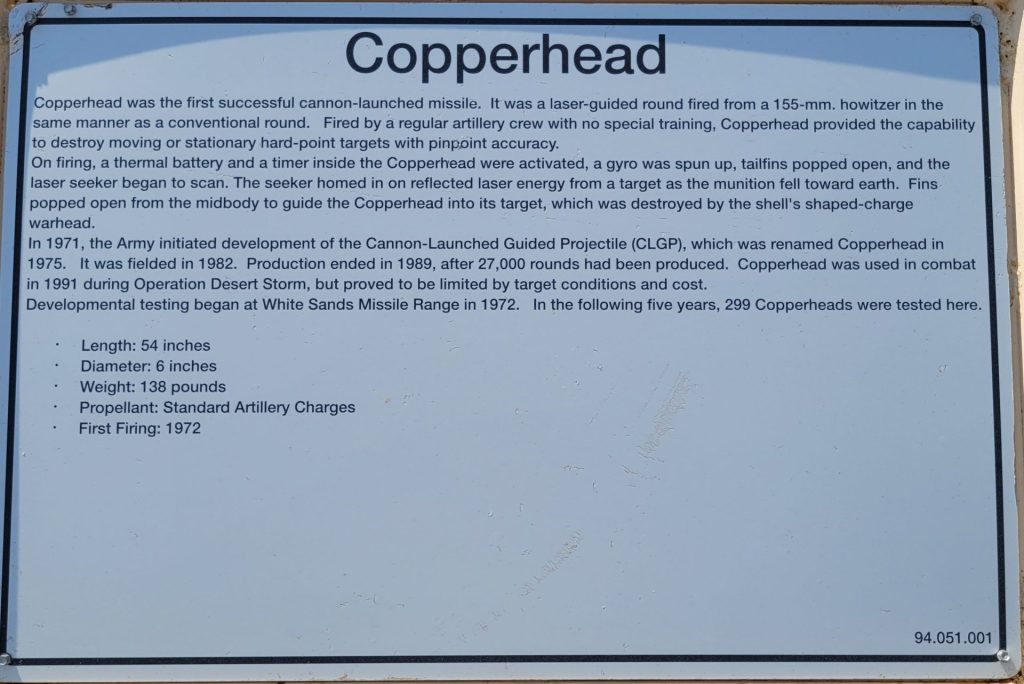 Copperhead
Copperhead was the first successful cannon-launched missile.  It was a laser-guided round fired from a 155-mm. howitzer in the
same manner as a conventional round.   Fired by a regular artillery crew with no special training, Copperhead provided the capability
to destroy moving or stationary hard-point targets with pinpoint accuracy.
On firing, a thermal battery and a timer inside the Copperhead were activated, a gyro was spun up, tailfins popped open, and the
laser seeker began to scan. The seeker homed in on reflected laser energy from a target as the munition fell toward earth.  Fins
popped open from the midbody to guide the Copperhead into its target, which was destroyed by the shell's shaped-charge
warhead.
In 1971, the Army initiated development of the Cannon-Launched Guided Projectile (CLGP), which was renamed Copperhead in
1975.   It was fielded in 1982.  Production ended in 1989, after 27,000 rounds had been produced.  Copperhead was used in combat
in 1991 during Operation Desert Storm, but proved to be limited by target conditions and cost.
Developmental testing began at White Sands Missile Range in 1972.   In the following five years, 299 Copperheads were tested here.
· Length: 54 inches
· Diameter: 6 inches
· Weight: 138 pounds
· Propellant: Standard Artillery Charges
· First Firing: 1972
94.051.001